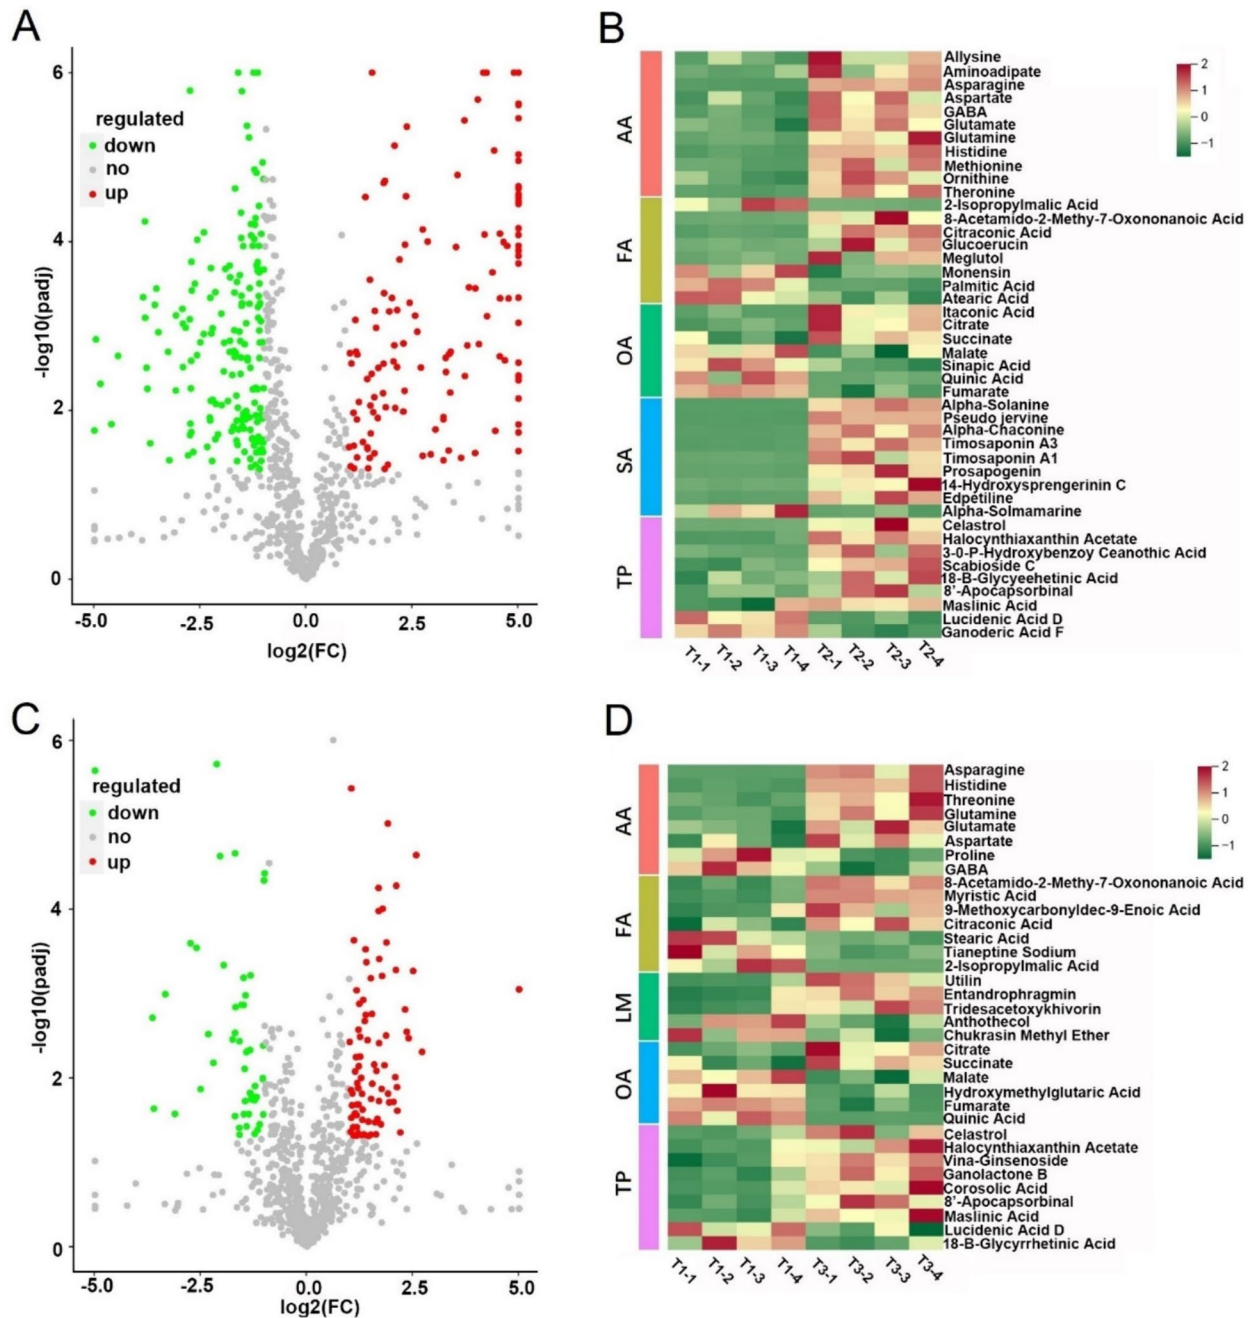 A
6
4
2
0
-log10(padj)
regulated
down
no
up
-5.0
-2.5
0.0
2.5
5.0
log2(FC)
B
AA
FA
OA
SA
TP
Allysine
Aminoadipate
Asparagine
Aspartate
GABA
Glutamate
Glutamine
Histidine
Methionine
Ornithine
Theronine
2-Isopropylmalic Acid
8-Acetamido-2-Methy-7-Oxononanoic Acid
Citraconic Acid
Glucoerucin
Meglutol
Monensin
Palmitic Acid
Atearic Acid
Itaconic Acid
Citrate
Succinate
Malate
Sinapic Acid
Quinic Acid
Fumarate
Alpha-Solanine
Pseudo jervine
Alpha-Chaconine
Timosaponin A3
Timosaponin A1
Prosapogenin
14-Hydroxysprengerinin C
Edpetiline
Alpha-Solmamarine
Celastrol
Halocynthiaxanthin Acetate
3-0-P-Hydroxybenzoy Ceanothic Acid
Scabioside C
18-B-Glycyeehetinic Acid
8'-Apocapsorbinal
Maslinic Acid
Lucidenic Acid D
Ganoderic Acid F
T1-1
T1-2
T1-3
T1-4
T2-1
T2-2
T2-3
T2-4
2
1
0
-1
C
6
4
2
0
-log10(padj)
regulated
down
no
up
-5.0
-2.5
0.0
2.5
5.0
log2(FC)
D
AA
FA
LM
OA
TP
Asparagine
Histidine
Threonine
Glutamine
Glutamate
Aspartate
Proline
GABA
8-Acetamido-2-Methy-7-Oxononanoic Acid
Myristic Acid
9-Methoxycarbonyldec-9-Enoic Acid
Citraconic Acid
Stearic Acid
Tianeptine Sodium
2-Isopropylmalic Acid
Utilin
Entandrophragmin
Tridesacetoxykhivorin
Anthothecol
Chukrasin Methyl Ether
Citrate
Succinate
Malate
Hydroxymethylglutaric Acid
Fumarate
Quinic Acid
Celastrol
Halocynthiaxanthin Acetate
Vina-Ginsenoside
Ganolactone B
Corosolic Acid
8'-Apocapsorbinal
Maslinic Acid
Lucidenic Acid D
18-B-Glycyrrhetinic Acid
T1-1
T1-2
T1-3
T1-4
T3-1
T3-2
T3-3
T3-4
2
1
0
-1